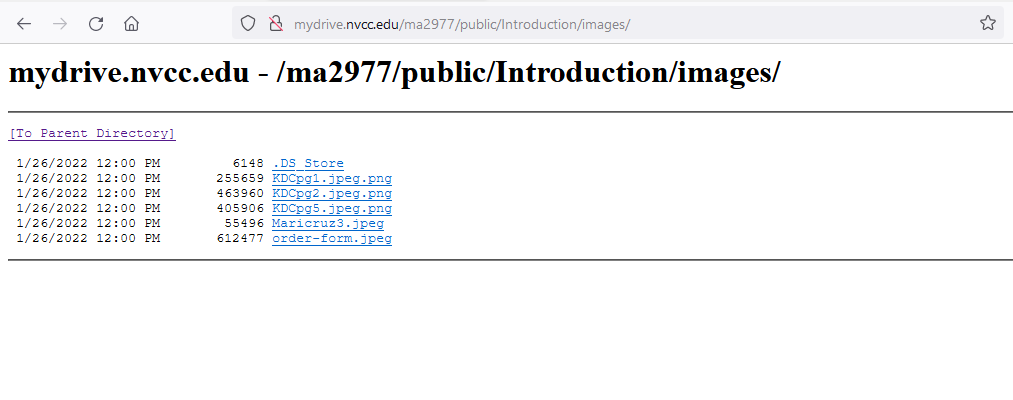 mydrive.nvcc.edu/ma2977/public/Introduction/images/
mydrive.nvcc.edu - /ma2977/public/Introduction/images/
[To Parent Directory]
1/26/2022 12:00 PM 6148 .DS_Store
1/26/2022 12:00 PM 255659 KDCpg1.jpeg.png
1/26/2022 12:00 PM 463960 KDCpg2.jpeg.png
1/26/2022 12:00 PM 405906 KDCpg5.jpeg.png
1/26/2022 12:00 PM 55496 Maricruz3.jpeg
1/26/2022 12:00 PM 612477 order-form.jpeg